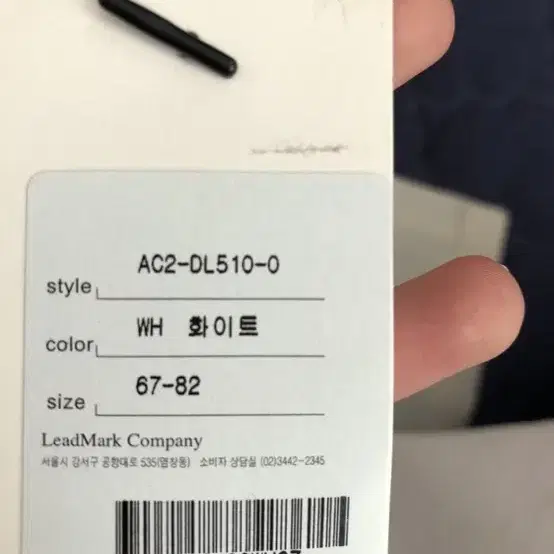 style AC2-DL510-0
color WH 화이트
size 67-82
LeadMark Company
서울시 강서구 공항대로 535(염창동) 소비자 상담실 (02)3442-2345